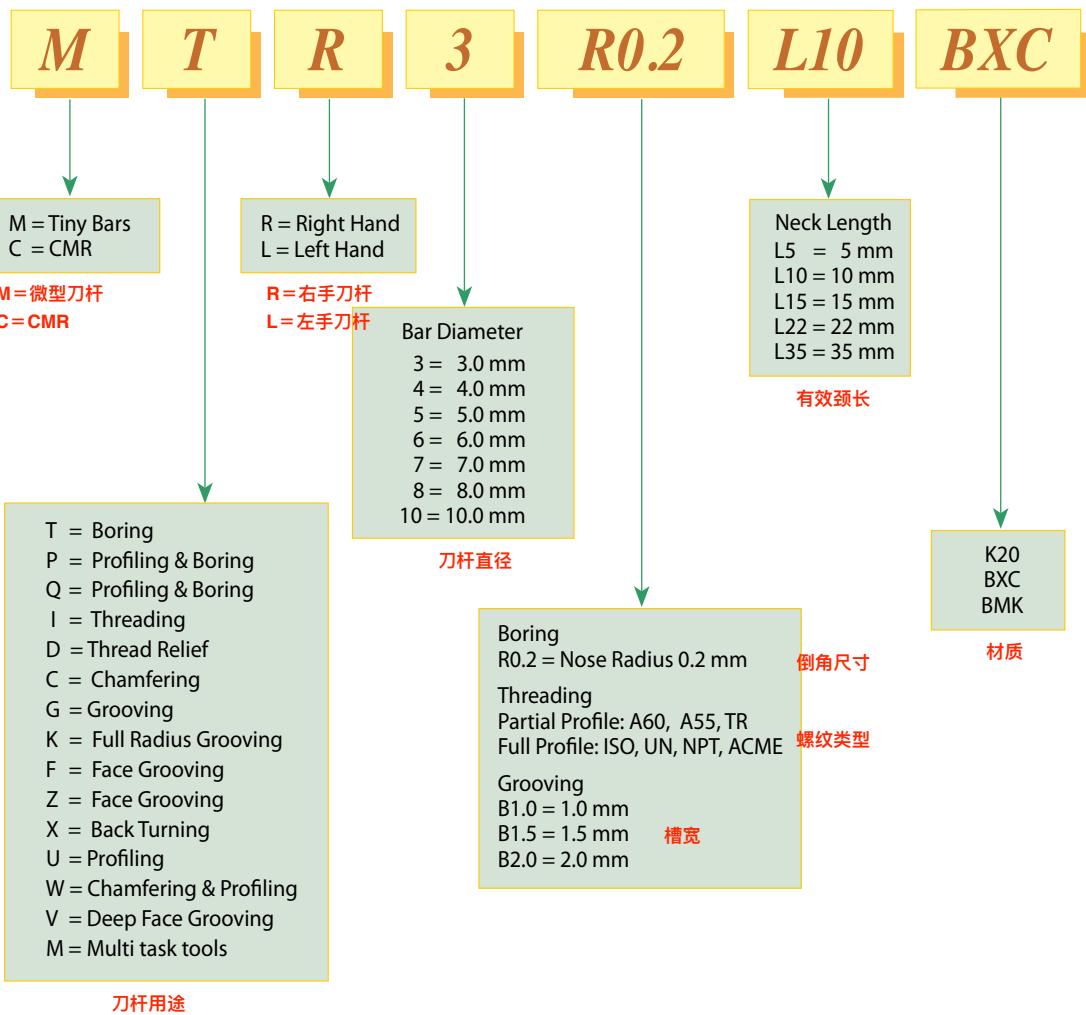 M T R 3 R0.2 L10 BXC
M = Tiny Bars
C = CMR
M＝微型刀杆
C＝CMR
R = Right Hand
L = Left Hand
R＝右手刀杆
L＝左手刀杆
Neck Length
L5 = 5 mm
L10 = 10 mm
L15 = 15 mm
L22 = 22 mm
L35 = 35 mm
有效颈长
Bar Diameter
3 = 3.0 mm
4 = 4.0 mm
5 = 5.0 mm
6 = 6.0 mm
7 = 7.0 mm
8 = 8.0 mm
10 = 10.0 mm
刀杆直径
T = Boring
P = Profiling & Boring
Q = Profiling & Boring
I = Threading
D = Thread Relief
C = Chamfering
G = Grooving
K = Full Radius Grooving
F = Face Grooving
Z = Face Grooving
X = Back Turning
U = Profiling
W = Chamfering & Profiling
V = Deep Face Grooving
M = Multi task tools
刀杆用途
Boring
R0.2 = Nose Radius 0.2 mm
倒角尺寸
Threading
Partial Profile: A60, A55, TR
Full Profile: ISO, UN, NPT, ACME
螺纹类型
Grooving
B1.0 = 1.0 mm
B1.5 = 1.5 mm
槽宽
B2.0 = 2.0 mm
K20
BXC
BMK
材质